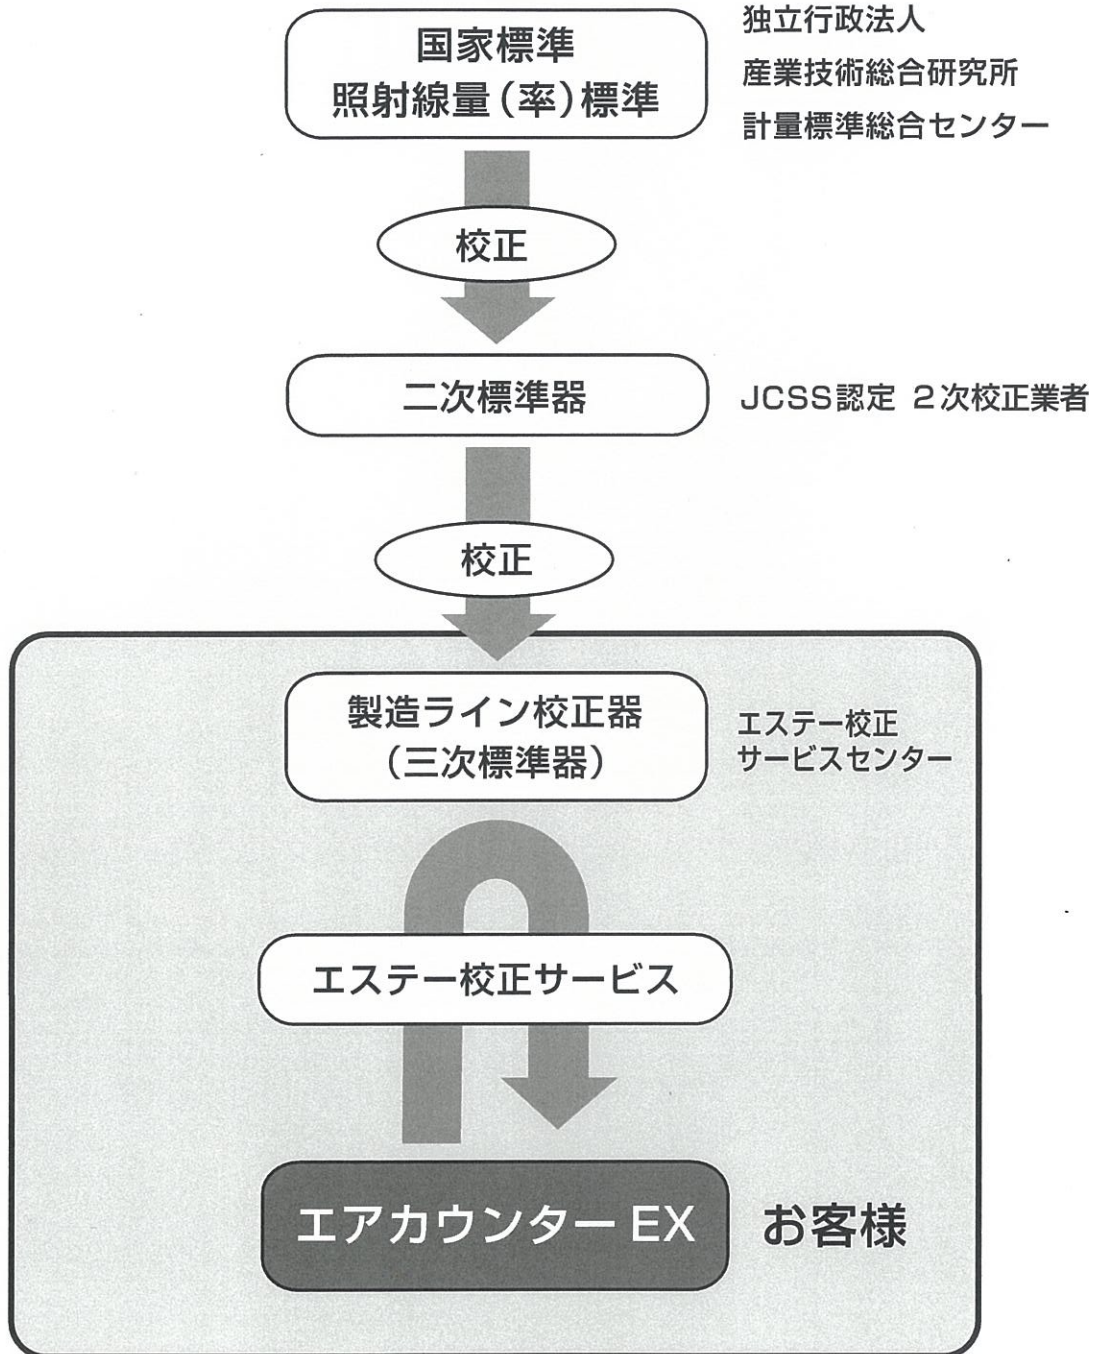 国家標準
照射線量(率)標準
独立行政法人
産業技術総合研究所
計量標準総合センター
校正
二次標準器
JCSS認定 2次校正業者
校正
製造ライン校正器
(三次標準器)
エステー校正
サービスセンター
エステー校正サービス
エアカウンターEX
お客様